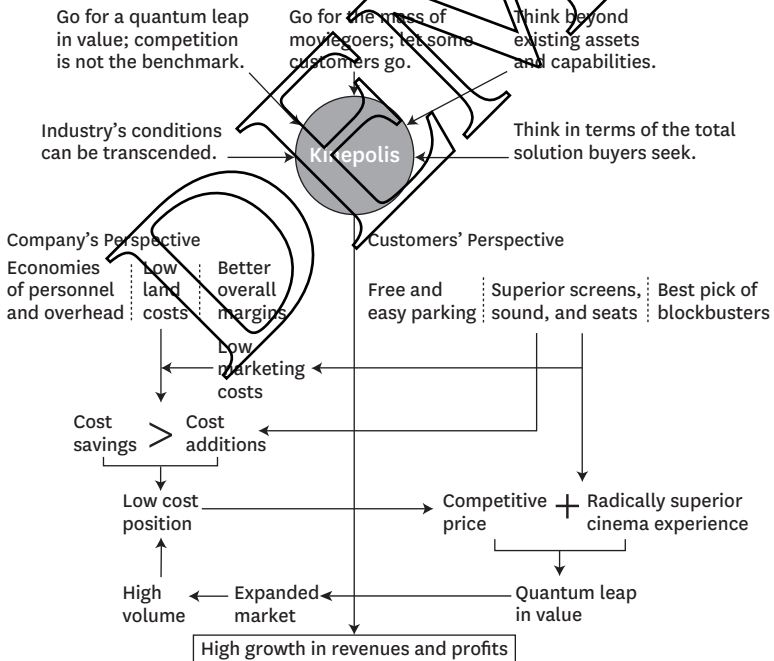 Go for a quantum leap
in value; competition
is not the benchmark.
Go for the mass of
moviegoers; let some
customers go.
Think beyond
existing assets
and capabilities.
Industry's conditions
can be transcended.
Kinepolis
Think in terms of the total
solution buyers seek.
Company's Perspective
Customers' Perspective
Economies
of personnel
and overhead
Low
land
costs
Better
overall
margins
Free and
easy parking
Superior screens,
sound, and seats
Best pick of
blockbusters
Low
marketing
costs
Cost
savings
>
Cost
additions
Low cost
position
Competitive
price
+
Radically superior
cinema experience
High
volume
Expanded
market
Quantum leap
in value
High growth in revenues and profits